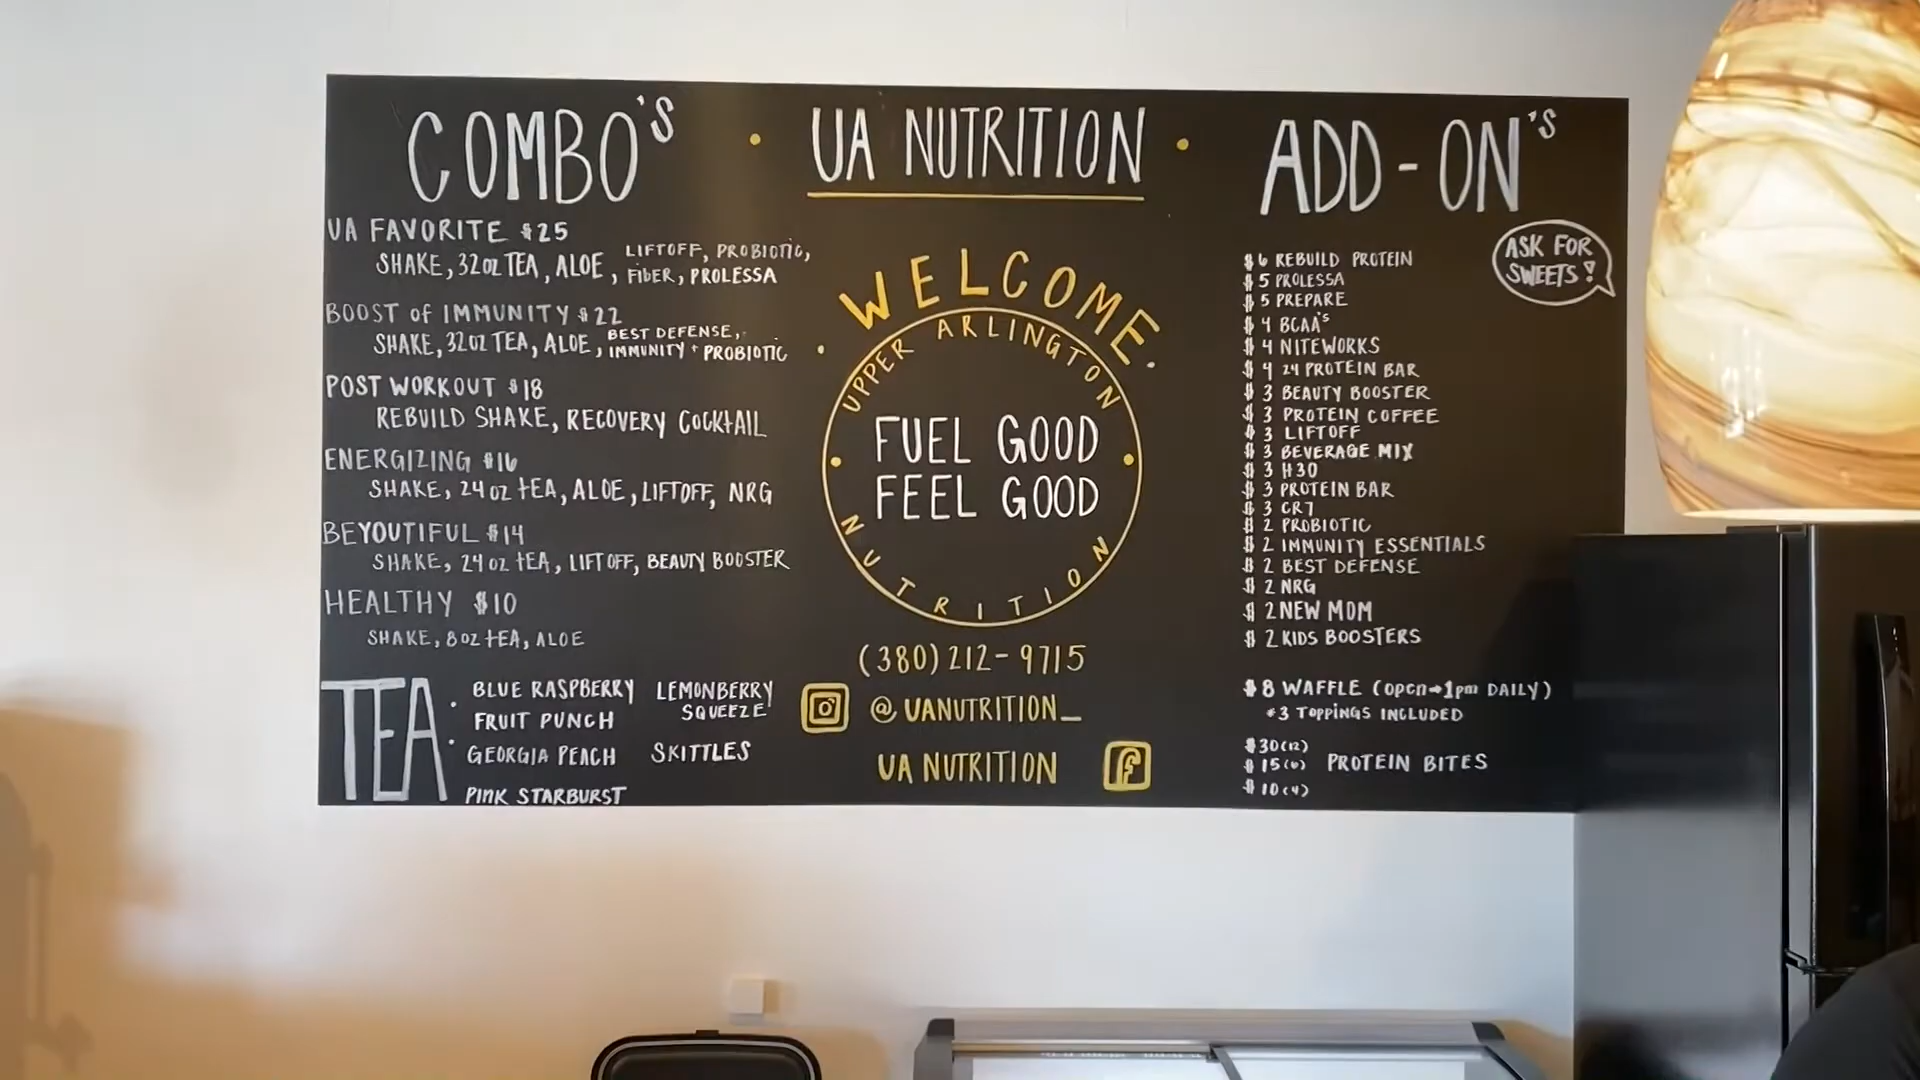 COMBO'S
UA FAVORITE $25
SHAKE, 32oz TEA, ALOE, LIFTOFF, PROBIOTIC,
FIBER, PROLESSA
BOOST of IMMUNITY $22
SHAKE, 32oz TEA, ALOE, BEST DEFENSE,
IMMUNITY + PROBIOTIC
POST WORKOUT $18
REBUILD SHAKE, RECOVERY COCKTAIL
ENERGIZING $16
SHAKE, 24oz TEA, ALOE, LIFTOFF, NRG
BEYOUTIFUL $14
SHAKE, 24oz TEA, LIFTOFF, BEAUTY BOOSTER
HEALTHY $10
SHAKE, 8oz TEA, ALOE
TEA:
BLUE RASPBERRY
FRUIT PUNCH
GEORGIA PEACH
PINK STARBURST
LEMONBERRY
SQUEEZE
SKITTLES
• UA NUTRITION •
WELCOME
UPPER ARLINGTON
FUEL GOOD
FEEL GOOD
NUTRITION
(380) 212-9715
@UANUTRITION_
UA NUTRITION
ADD-ON'S
ASK FOR
SWEETS!
$6 REBUILD PROTEIN
$5 PROLESSA
$5 PREPARE
$4 BCAA'S
$4 NITEWORKS
$4 24 PROTEIN BAR
$3 BEAUTY BOOSTER
$3 PROTEIN COFFEE
$3 LIFTOFF
$3 BEVERAGE MIX
$3 H30
$3 PROTEIN BAR
$3 CR7
$2 PROBIOTIC
$2 IMMUNITY ESSENTIALS
$2 BEST DEFENSE
$2 NRG
$2 NEW MOM
$2 KIDS BOOSTERS
$8 WAFFLE (OPEN→1pm DAILY)
*3 TOPPINGS INCLUDED
$30(12)
$15(6) PROTEIN BITES
$10(4)